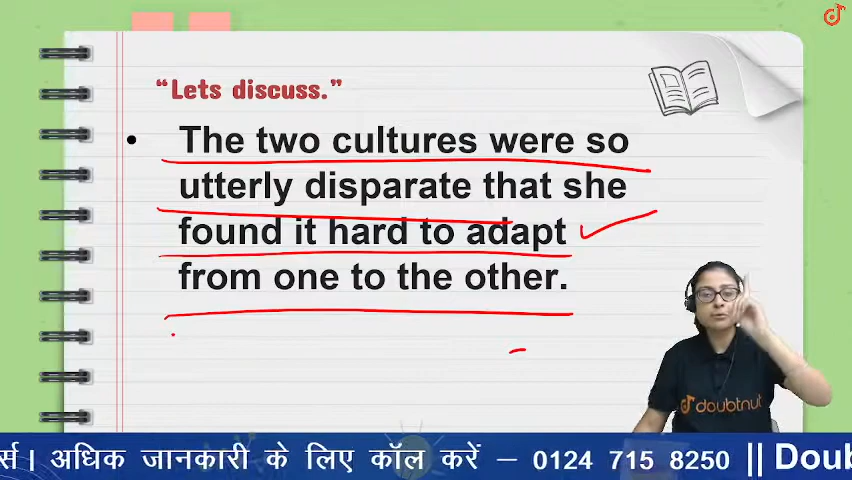 “Lets discuss.”
• The two cultures were so
utterly disparate that she
found it hard to adapt
from one to the other.
doubtnut
र्स | अधिक जानकारी के लिए कॉल करें – 0124 715 8250 || Doub